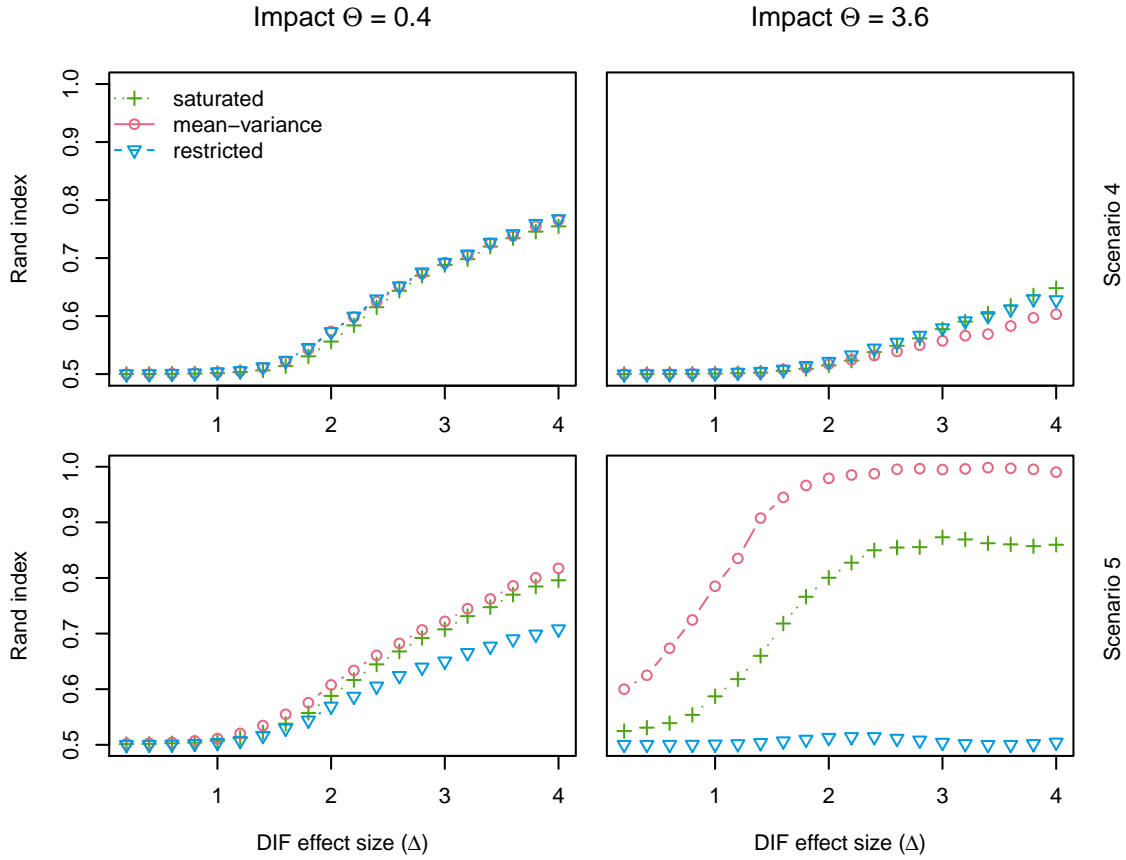 Impact Θ = 0.4
Impact Θ = 3.6
Rand index
1.0
0.9
0.8
0.7
0.6
0.5
saturated
mean−variance
restricted
1 2 3 4
1 2 3 4
Scenario 4
Rand index
1.0
0.9
0.8
0.7
0.6
0.5
1 2 3 4
1 2 3 4
Scenario 5
DIF effect size (Δ)
DIF effect size (Δ)